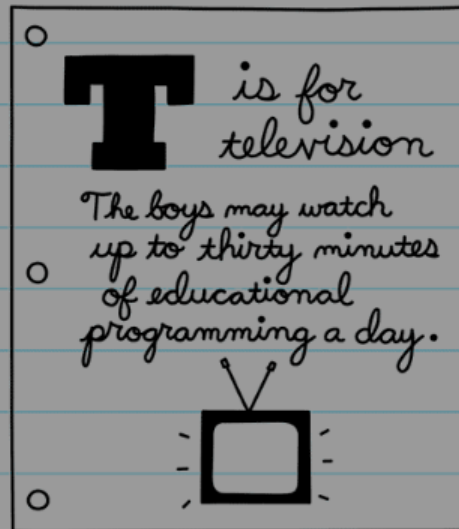 T is for
television
The boys may watch
up to thirty minutes
of educational
programming a day.